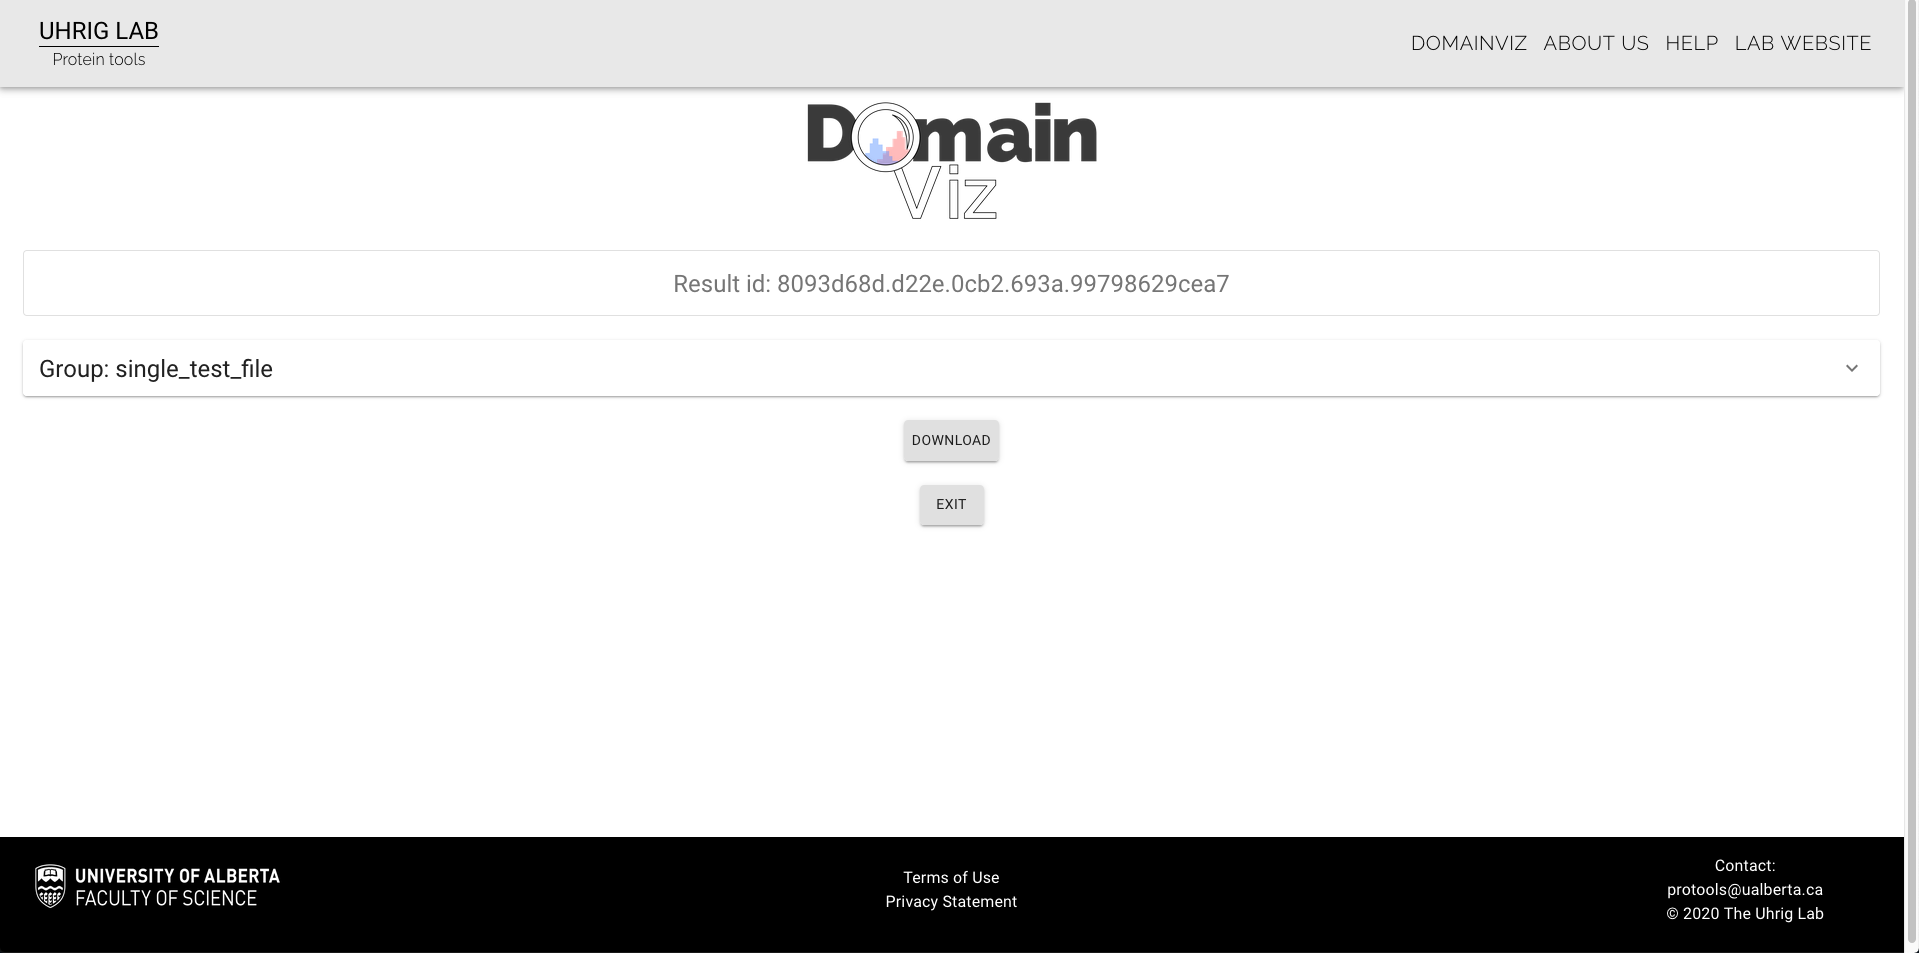 UHRIG LAB
Protein tools
DOMAINVIZ ABOUT US HELP LAB WEBSITE
Domain
Viz
Result id: 8093d68d.d22e.0cb2.693a.99798629cea7
Group: single_test_file
DOWNLOAD
EXIT
UNIVERSITY OF ALBERTA
FACULTY OF SCIENCE
Terms of Use
Privacy Statement
Contact:
protools@ualberta.ca
© 2020 The Uhrig Lab